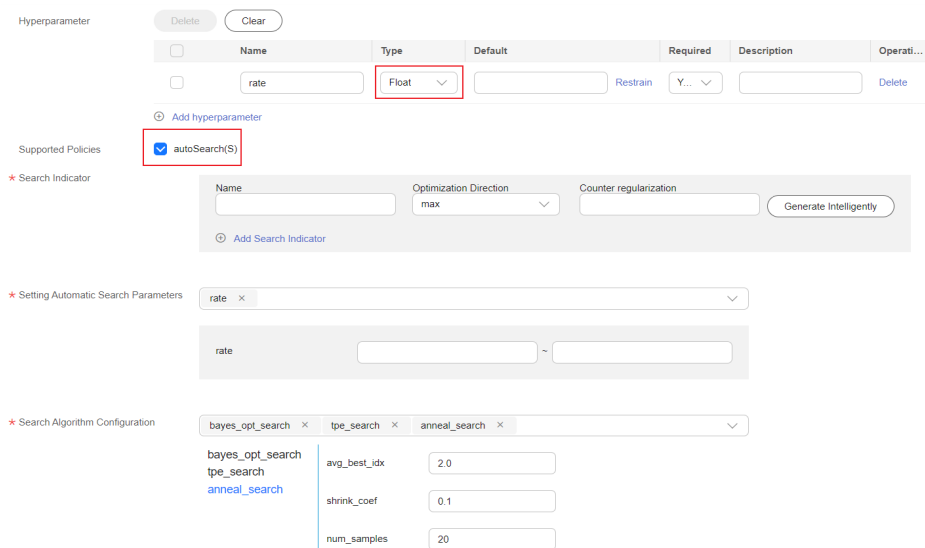 Hyperparameter Delete Clear
Name Type Default Required Description Operati...
rate Float Restrain Y... Delete
Add hyperparameter
Supported Policies autoSearch(S)
* Search Indicator
Name Optimization Direction Counter regularization
max Generate Intelligently
Add Search Indicator
* Setting Automatic Search Parameters rate ×
rate ~
* Search Algorithm Configuration bayes_opt_search × tpe_search × anneal_search ×
bayes_opt_search
tpe_search
anneal_search
avg_best_idx 2.0
shrink_coef 0.1
num_samples 20